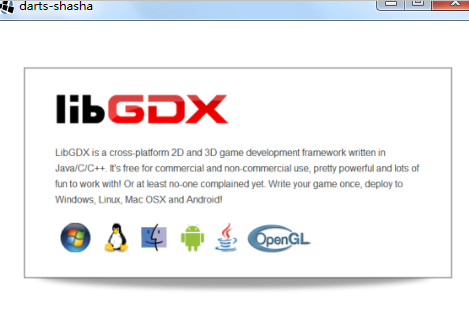 darts-shasha
libGDX
LibGDX is a cross-platform 2D and 3D game development framework written in
Java/C/C++. It's free for commercial and non-commercial use, pretty powerful and lots of
fun to work with! Or at least no-one complained yet. Write your game once, deploy to
Windows, Linux, Mac OSX and Android!
OpenGL